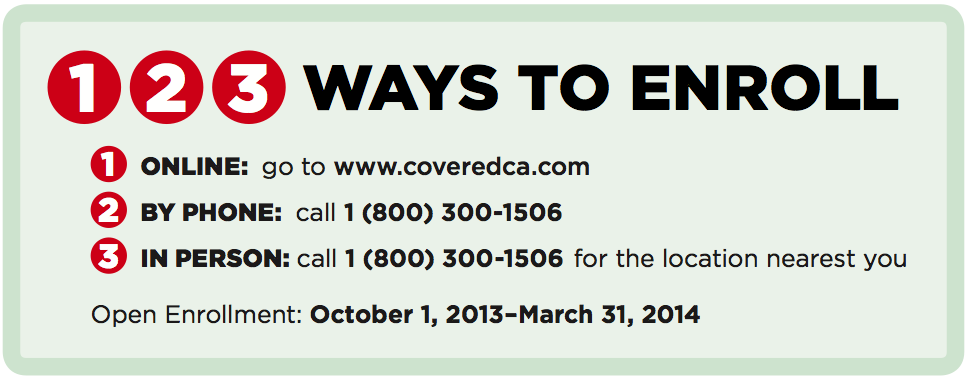 1 2 3 WAYS TO ENROLL
1 ONLINE: go to www.coveredca.com
2 BY PHONE: call 1 (800) 300-1506
3 IN PERSON: call 1 (800) 300-1506 for the location nearest you
Open Enrollment: October 1, 2013–March 31, 2014